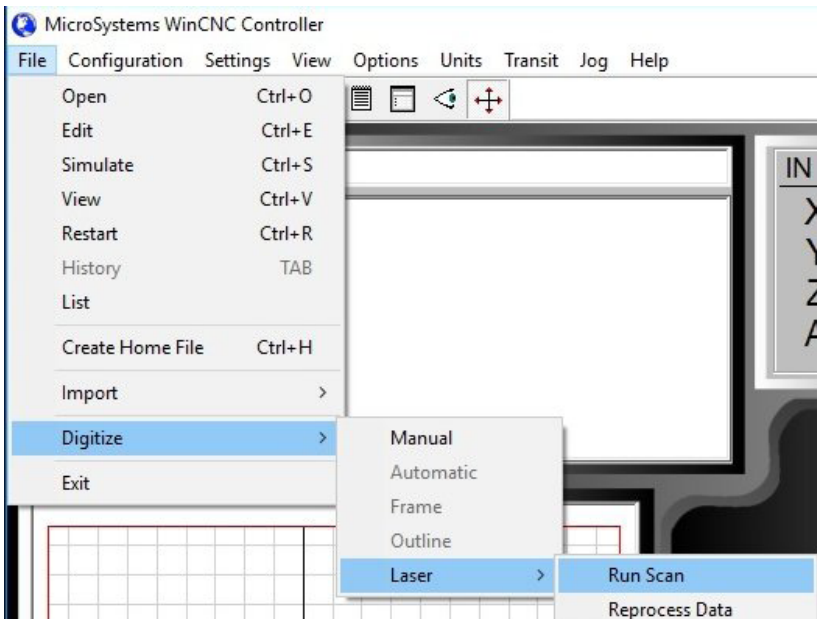 MicroSystems WinCNC Controller
File Configuration Settings View Options Units Transit Jog Help
Open Ctrl+O
Edit Ctrl+E
Simulate Ctrl+S
View Ctrl+V
Restart Ctrl+R
History TAB
List
Create Home File Ctrl+H
Import >
Digitize >
Exit
Manual
Automatic
Frame
Outline
Laser >
Run Scan
Reprocess Data
IN
X
Y
Z
A